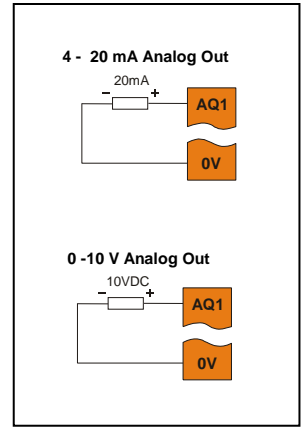 4 - 20 mA Analog Out
20mA
- +
AQ1
0V
0 -10 V Analog Out
10VDC
- +
AQ1
0V